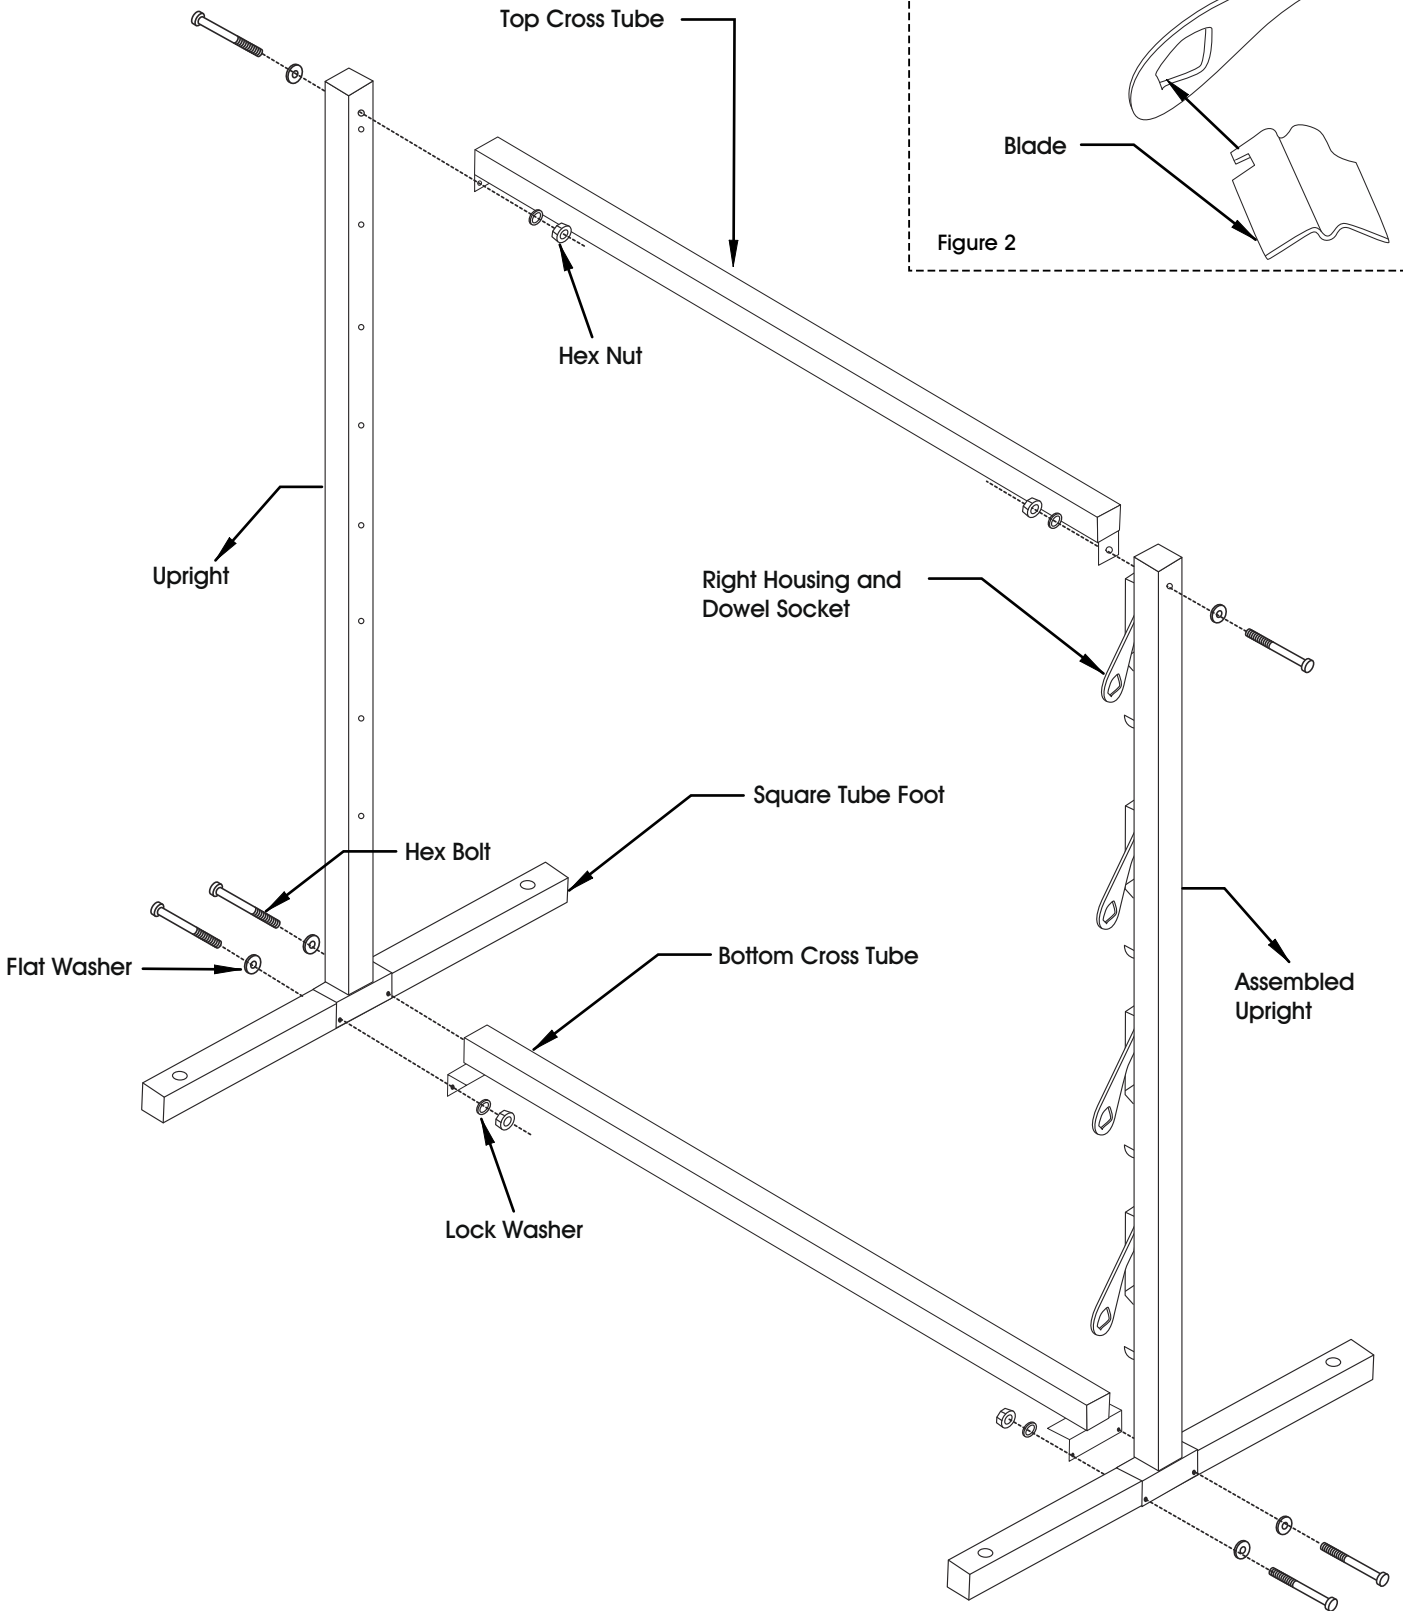 Top Cross Tube
Blade
Figure 2
Hex Nut
Upright
Right Housing and
Dowel Socket
Square Tube Foot
Hex Bolt
Flat Washer
Bottom Cross Tube
Assembled
Upright
Lock Washer